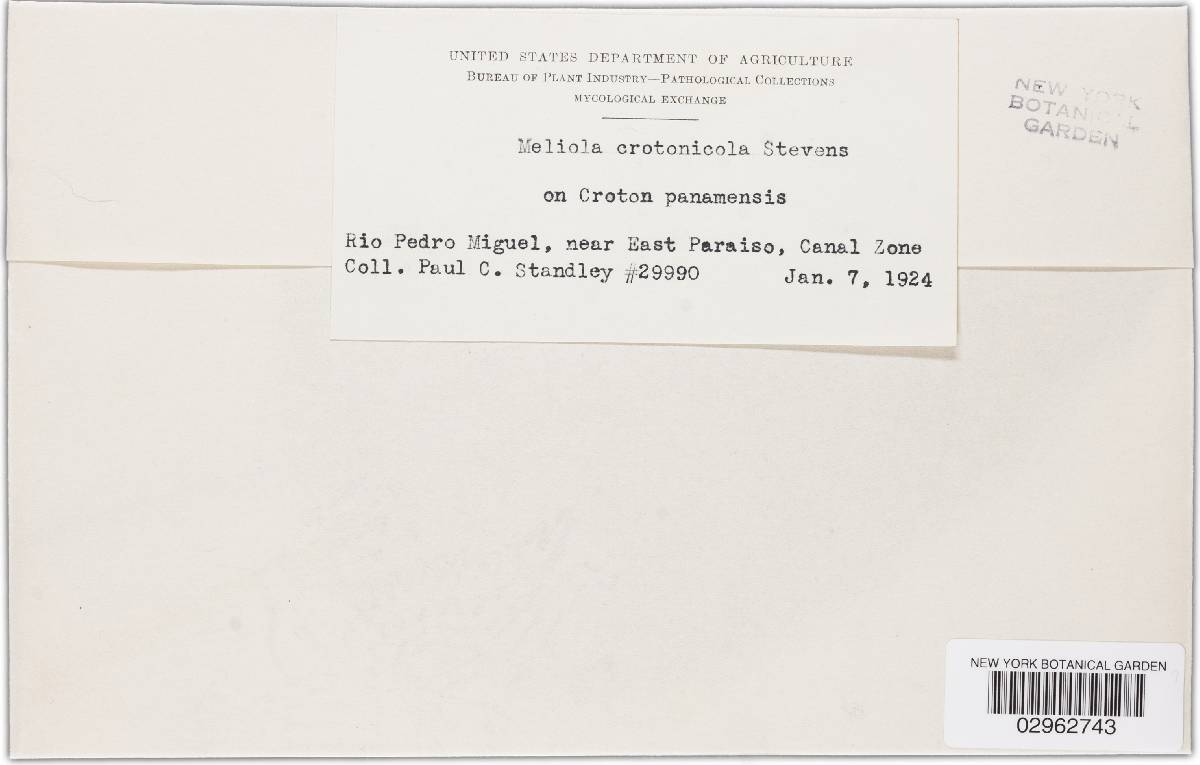 UNITED STATES DEPARTMENT OF AGRICULTURE
BUREAU OF PLANT INDUSTRY—PATHOLOGICAL COLLECTIONS
MYCOLOGICAL EXCHANGE
Meliola crotonicola Stevens
on Croton panamensis
Rio Pedro Miguel, near East Paraiso, Canal Zone
Coll. Paul C. Standley #29990 Jan. 7, 1924
NEW YORK
BOTANICAL
GARDEN
NEW YORK BOTANICAL GARDEN
02962743